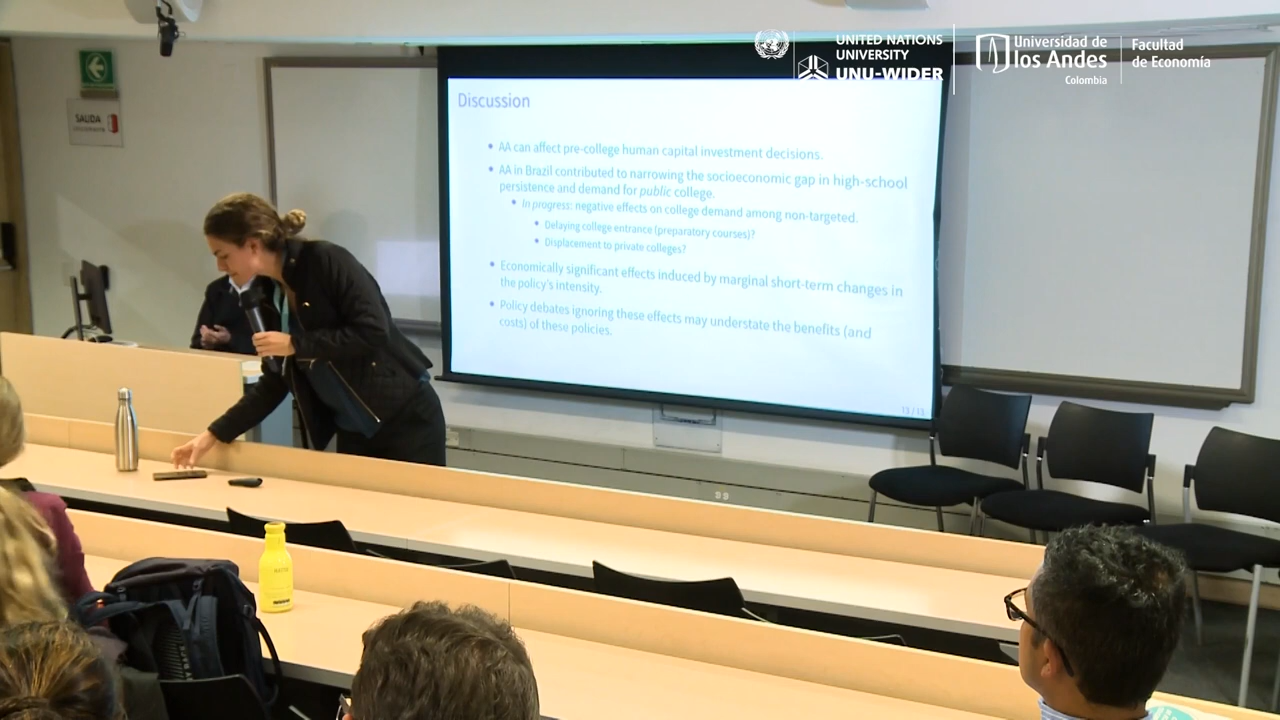 UNITED NATIONS
UNIVERSITY
UNU-WIDER
Universidad de
los Andes
Colombia
Facultad
de Economía
SALIDA
Discussion
• AA can affect pre-college human capital investment decisions.
• AA in Brazil contributed to narrowing the socioeconomic gap in high-school
persistence and demand for public college.
• In progress: negative effects on college demand among non-targeted.
• Delaying college entrance (preparatory courses)?
• Displacement to private colleges?
• Economically significant effects induced by marginal short-term changes in
the policy's intensity.
• Policy debates ignoring these effects may understate the benefits (and
costs) of these policies.
13 / 13